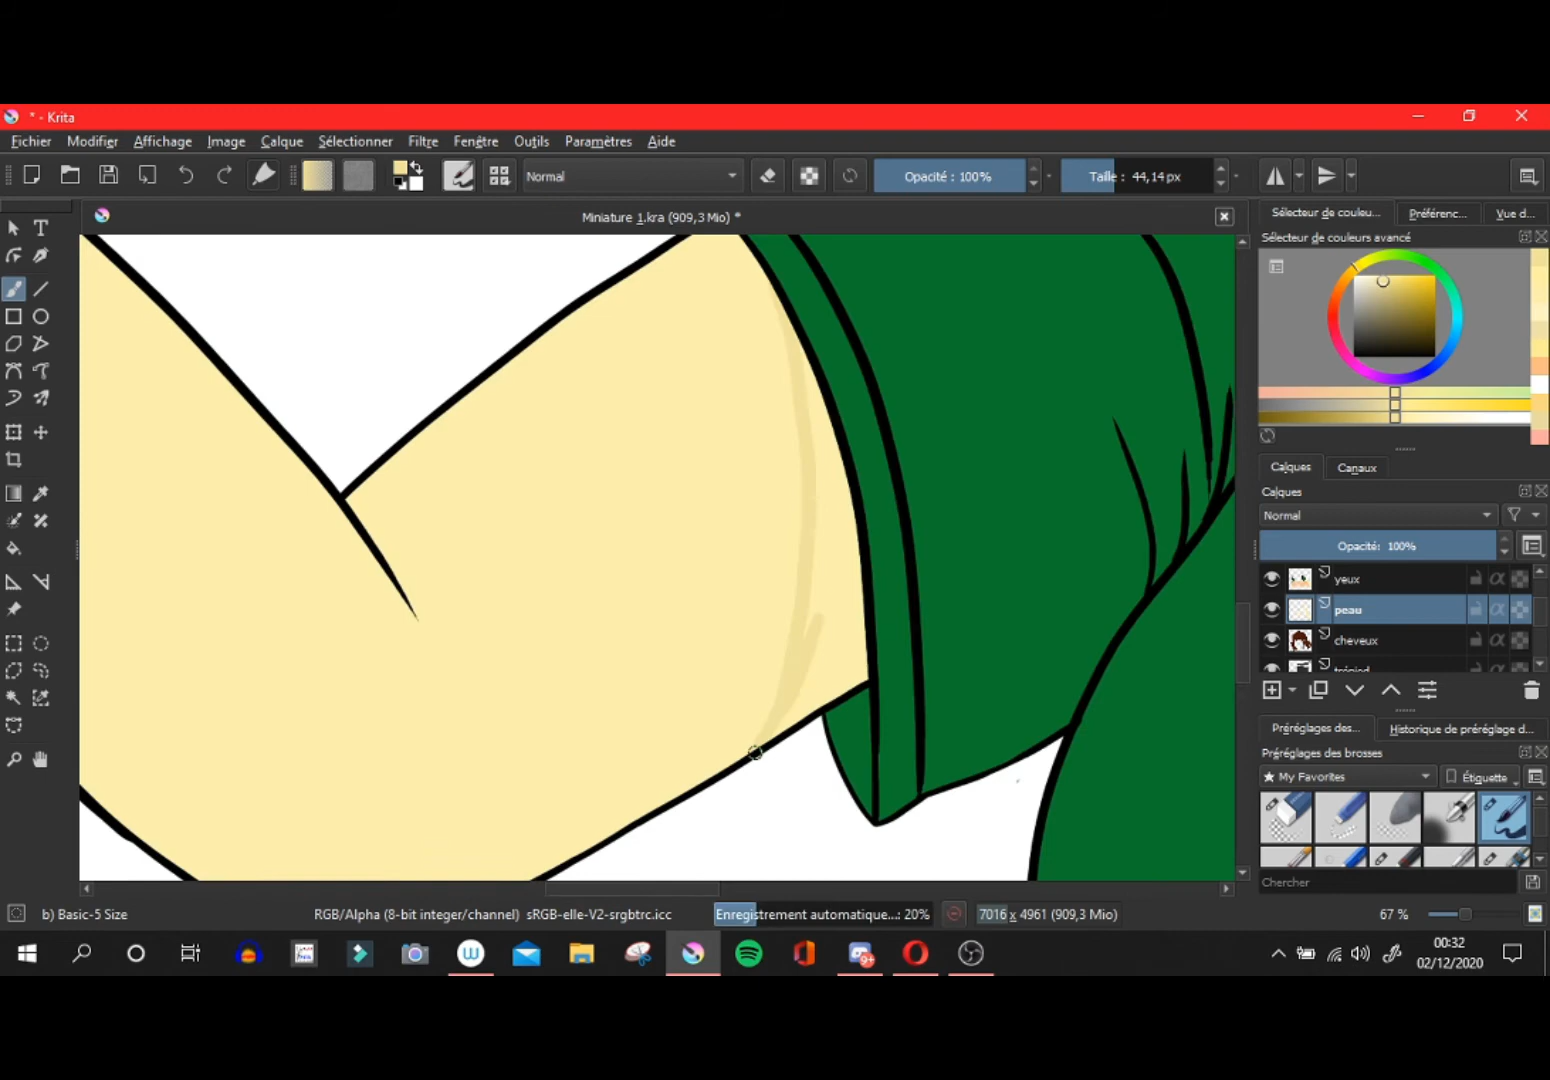 * - Krita
Fichier Modifier Affichage Image Calque Sélectionner Filtre Fenêtre Outils Paramètres Aide
Normal Opacité : 100% Taille : 44,14 px
Miniature 1.kra (909,3 Mio) *
Sélecteur de couleu... Préférenc... Vue d...
Sélecteur de couleurs avancé
Calques Canaux
Calques
Normal
Opacité: 100%
yeux
peau
cheveux
trépied
Préréglages des... Historique de préréglage d...
Préréglages des brosses
★ My Favorites Étiquette
Chercher
b) Basic-5 Size RGB/Alpha (8-bit integer/channel) sRGB-elle-V2-srgbtrc.icc Enregistrement automatique...: 20% 7016 x 4961 (909,3 Mio) 67 %
00:32
02/12/2020
9+